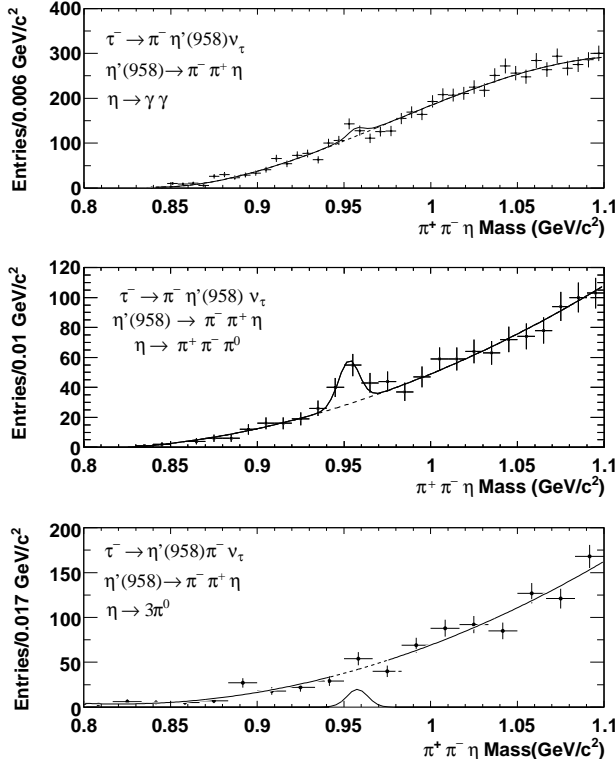 Entries/0.006 GeV/c²
400
300
200
100
0
τ⁻ → π⁻ η’(958)ν_τ
η’(958) → π⁻ π⁺ η
η → γ γ
0.8 0.85 0.9 0.95 1 1.05 1.1
π⁺ π⁻ η Mass (GeV/c²)
Entries/0.01 GeV/c²
120
100
80
60
40
20
0
τ⁻ → π⁻ η’(958) ν_τ
η’(958) → π⁻ π⁺ η
η → π⁺ π⁻ π⁰
0.8 0.85 0.9 0.95 1 1.05 1.1
π⁺ π⁻ η Mass (GeV/c²)
Entries/0.017 GeV/c²
200
150
100
50
0
τ⁻ → η’(958)π⁻ ν_τ
η’(958) → π⁻ π⁺ η
η → 3π⁰
0.8 0.85 0.9 0.95 1 1.05 1.1
π⁺ π⁻ η Mass(GeV/c²)